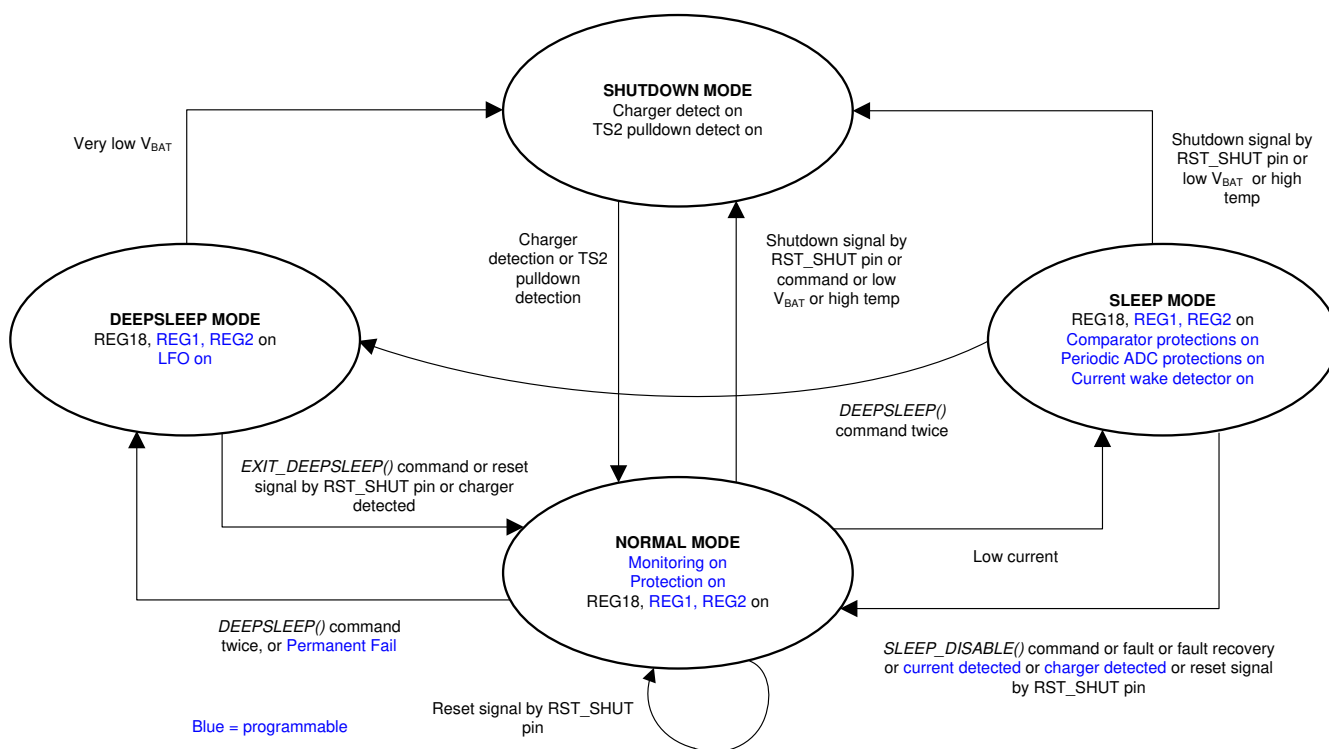 SHUTDOWN MODE
Charger detect on
TS2 pulldown detect on
Very low VBAT
Shutdown signal by
RST_SHUT pin or
low VBAT or high
temp
Charger
detection or TS2
pulldown
detection
Shutdown signal by
RST_SHUT pin or
command or low
VBAT or high temp
DEEPSLEEP MODE
REG18, REG1, REG2 on
LFO on
SLEEP MODE
REG18, REG1, REG2 on
Comparator protections on
Periodic ADC protections on
Current wake detector on
DEEPSLEEP()
command twice
EXIT_DEEPSLEEP() command or reset
signal by RST_SHUT pin or charger
detected
NORMAL MODE
Monitoring on
Protection on
REG18, REG1, REG2 on
Low current
DEEPSLEEP() command
twice, or Permanent Fail
SLEEP_DISABLE() command or fault or fault recovery
or current detected or charger detected or reset signal
by RST_SHUT pin
Reset signal by RST_SHUT
pin
Blue = programmable